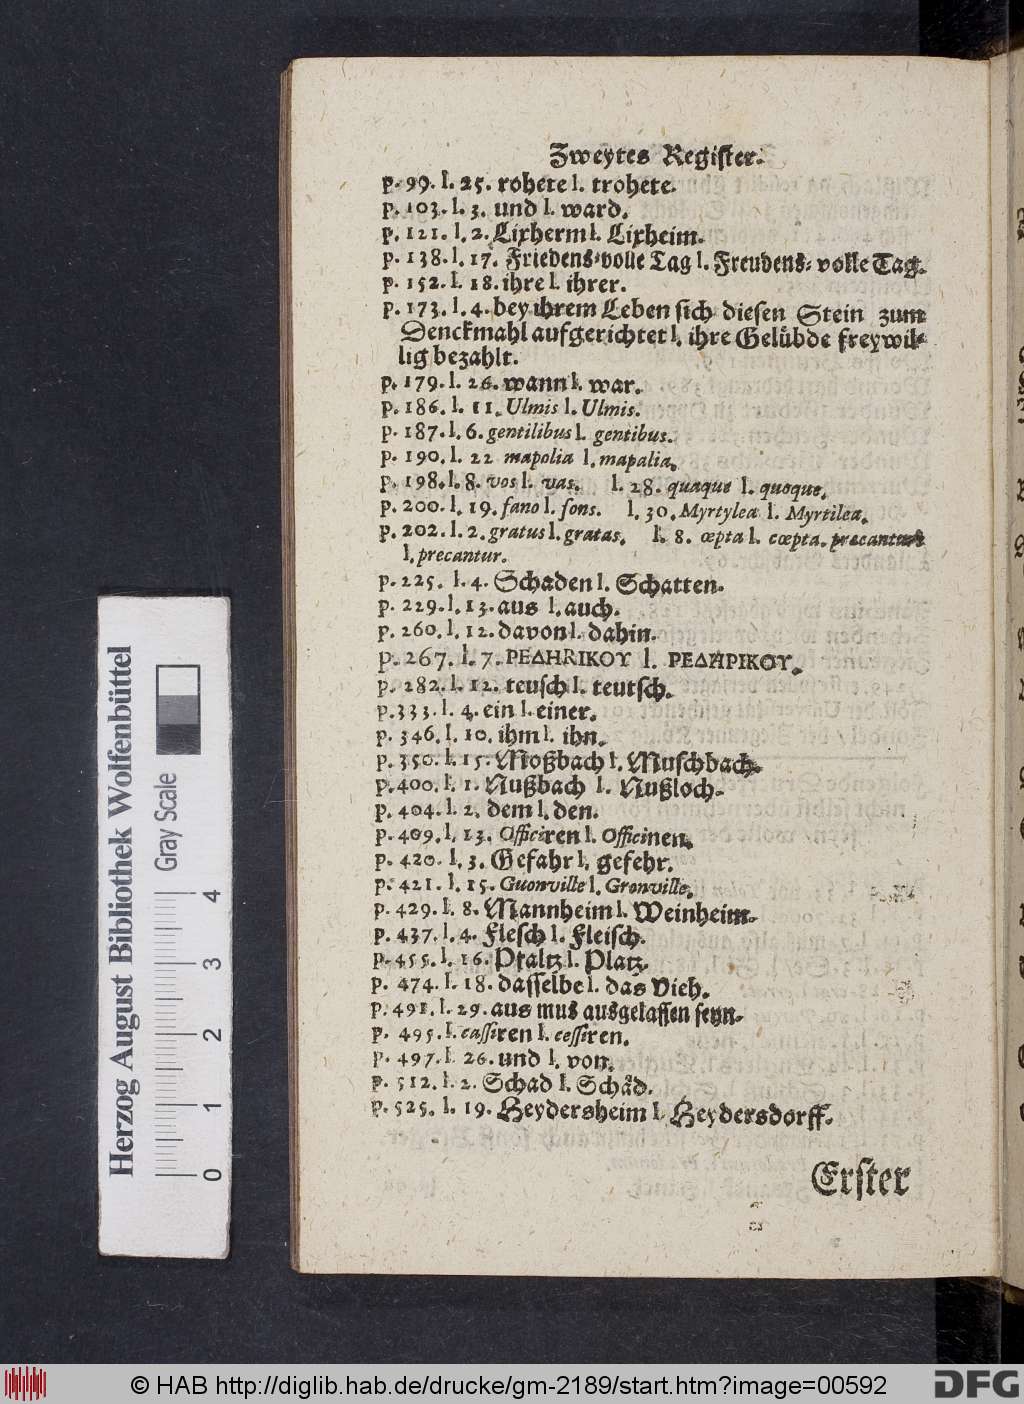 Zweytes Register.
p. 99. l. 25. rohete l. trohete.
p. 103. l. 3. und l. ward.
p. 121. l. 2. Lixherm l. Lixheim.
p. 138. l. 17. Friedens-volle Tag l. Freudens-volle Tag.
p. 152. l. 18. ihre l. ihrer.
p. 173. l. 4. bey ihrem Leben sich diesen Stein zum
Denckmahl aufgerichtet l. ihre Gelübde freywil-
lig bezahlt.
p. 179. l. 26. wann l. war.
p. 186. l. 11. Ulmis l. Ulmis.
p. 187. l. 6. gentilibus l. gentibus.
p. 190. l. 22 mapolia l. mapalia.
p. 198. l. 8. vos l. vas. l. 28. quaque l. quoque.
p. 200. l. 19. fano l. fons. l. 30. Myrtylea l. Myrtilea.
p. 202. l. 2. gratus l. gratas. l. 8. œpta l. cœpta. precantur
l. precantur.
p. 225. l. 4. Schaden l. Schatten.
p. 229. l. 13. aus l. auch.
p. 260. l. 12. davon l. dahin.
p. 267. l. 7. ΡΕΔΗRΙΚΟΥ l. ΡΕΔΗΡΙΚΟΥ.
p. 282. l. 12. teusch l. teutsch.
p. 333. l. 4. ein l. einer.
p. 346. l. 10. ihm l. ihn.
p. 350. l. 15. Moßbach l. Muschbach.
p. 400. l. 1. Nußbach l. Nußloch.
p. 404. l. 2. dem l. den.
p. 409. l. 13. Officiren l. Officinen.
p. 420. l. 3. Gefahr l. gefehr.
p. 421. l. 15. Guonville l. Gronville.
p. 429. l. 8. Mannheim l. Weinheim.
p. 437. l. 4. Flesch l. Fleisch.
p. 455. l. 16. Pfaltz l. Platz.
p. 474. l. 18. dasselbe l. das Vieh.
p. 491. l. 29. aus mus ausgelassen seyn.
p. 495. l. cassiren l. cessiren.
p. 497. l. 26. und l. von.
p. 512. l. 2. Schad l. Schåd.
p. 525. l. 19. Heydersheim l. Heydersdorff.
Erster
Herzog August Bibliothek Wolfenbüttel
Gray Scale
0 1 2 3 4
© HAB http://diglib.hab.de/drucke/gm-2189/start.htm?image=00592
DFG